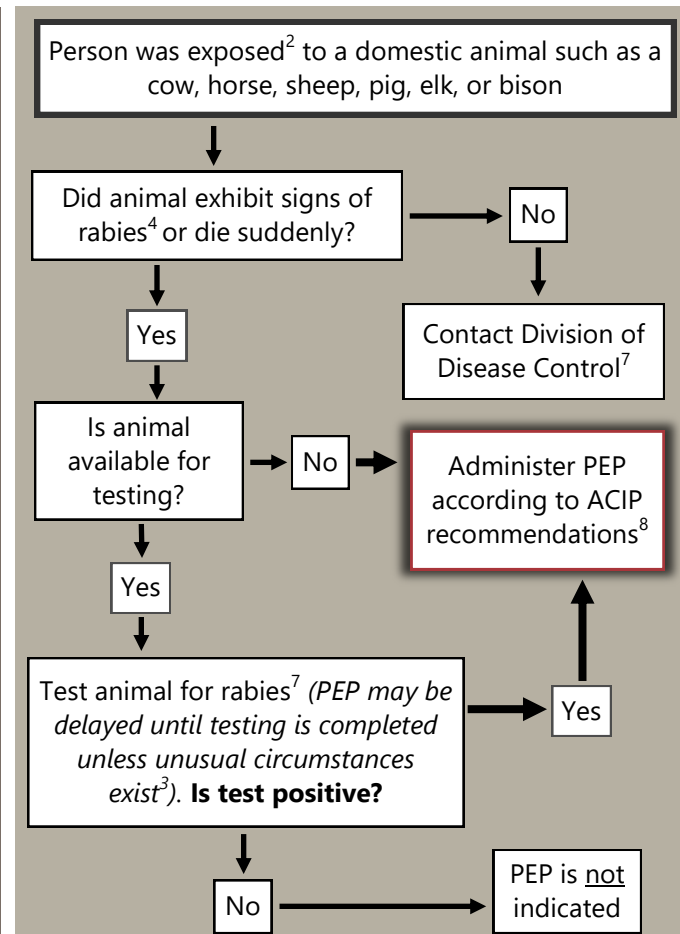 Person was exposed² to a domestic animal such as a
cow, horse, sheep, pig, elk, or bison
Did animal exhibit signs of
rabies⁴ or die suddenly?
No
Yes
Contact Division of
Disease Control⁷
Is animal
available for
testing?
No
Administer PEP
according to ACIP
recommendations⁸
Yes
Test animal for rabies⁷ (PEP may be
delayed until testing is completed
unless unusual circumstances
exist³). Is test positive?
Yes
No
PEP is not
indicated